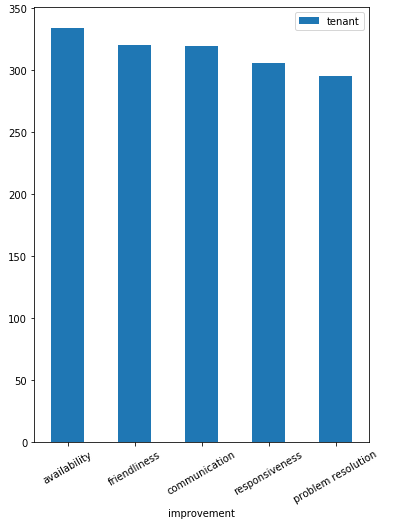 350
300
250
200
150
100
50
0
tenant
availability
friendliness
communication
responsiveness
problem resolution
improvement